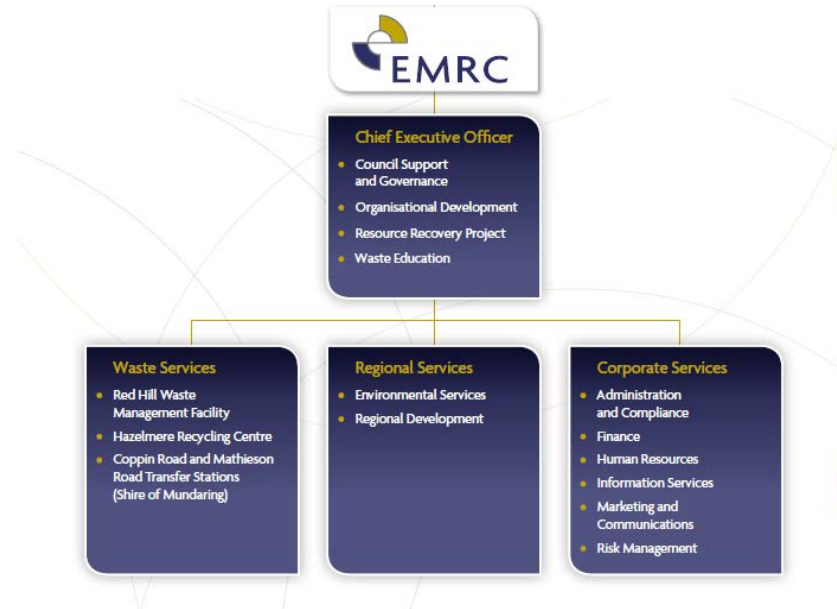 EMRC
Chief Executive Officer
• Council Support
and Governance
• Organisational Development
• Resource Recovery Project
• Waste Education
Waste Services
• Red Hill Waste
Management Facility
• Hazelmere Recycling Centre
• Coppin Road and Mathieson
Road Transfer Stations
(Shire of Mundaring)
Regional Services
• Environmental Services
• Regional Development
Corporate Services
• Administration
and Compliance
• Finance
• Human Resources
• Information Services
• Marketing and
Communications
• Risk Management